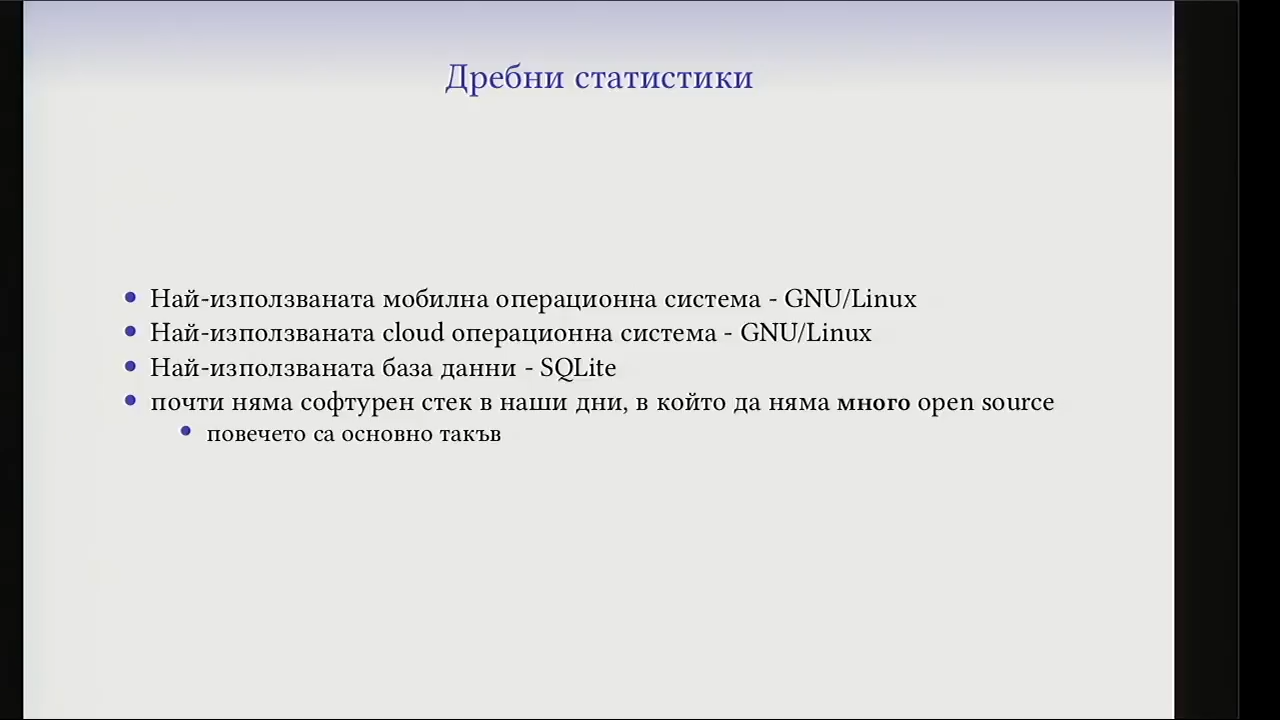 Дребни статистики
Най-използваната мобилна операционна система - GNU/Linux
Най-използваната cloud операционна система - GNU/Linux
Най-използваната база данни - SQLite
почти няма софтурен стек в наши дни, в който да няма много open source
повечето са основно такъв